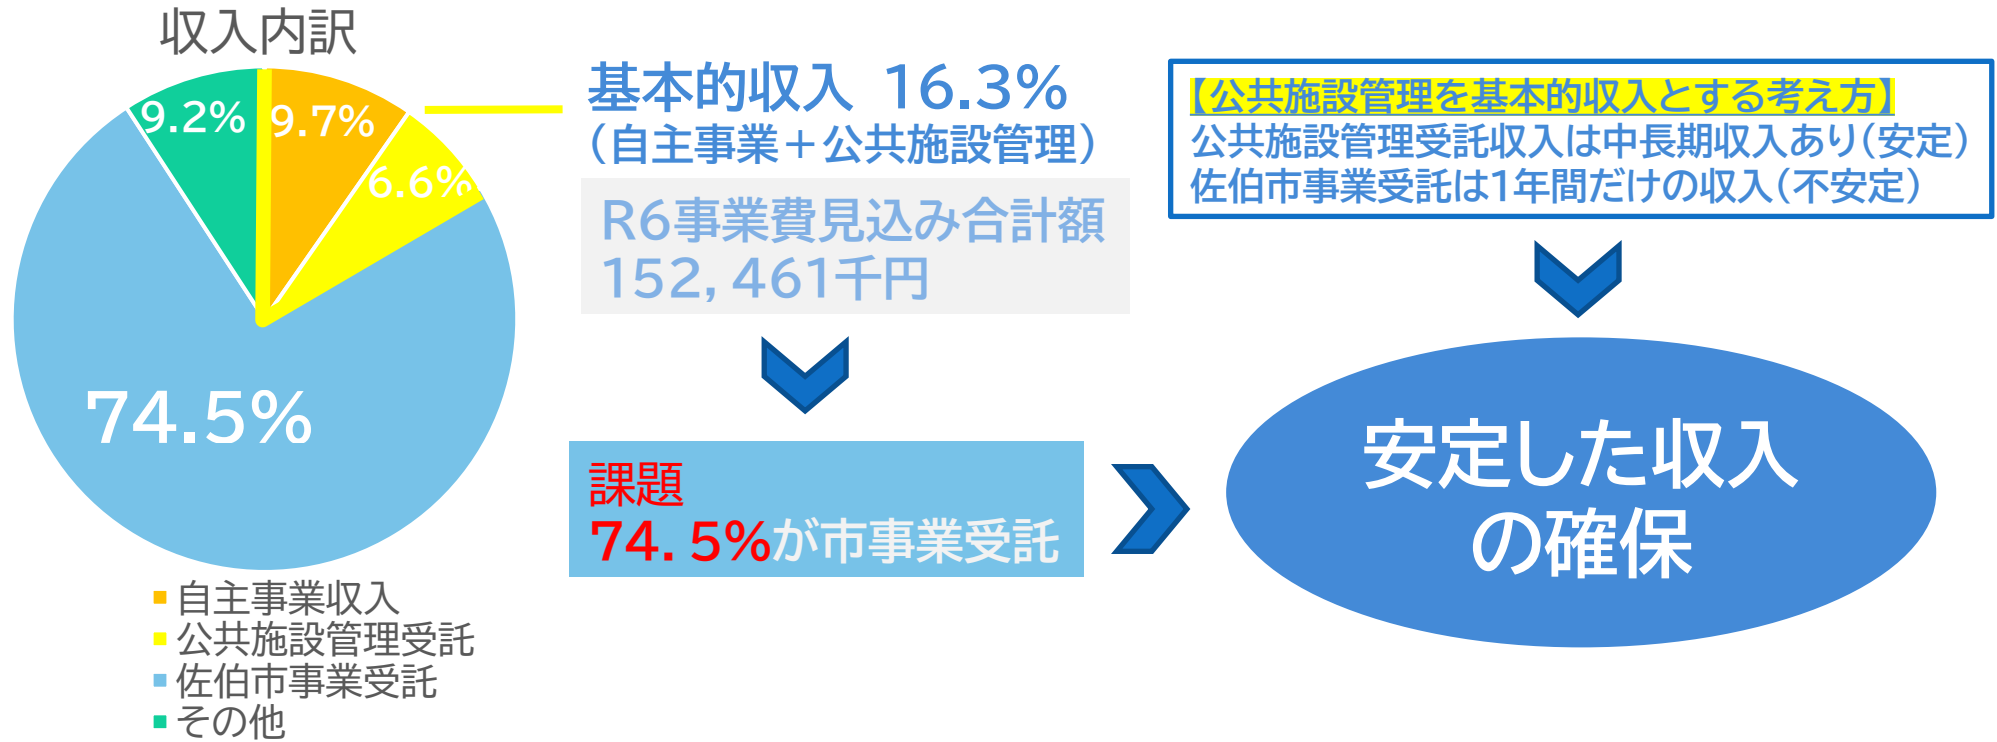 収入内訳
9.2%
9.7%
6.6%
74.5%
自主事業収入
公共施設管理受託
佐伯市事業受託
その他
基本的収入 16.3%
(自主事業+公共施設管理)
R6事業費見込み合計額
152,461千円
課題
74.5%が市事業受託
【公共施設管理を基本的収入とする考え方】
公共施設管理受託収入は中長期収入あり(安定)
佐伯市事業受託は1年間だけの収入(不安定)
安定した収入
の確保